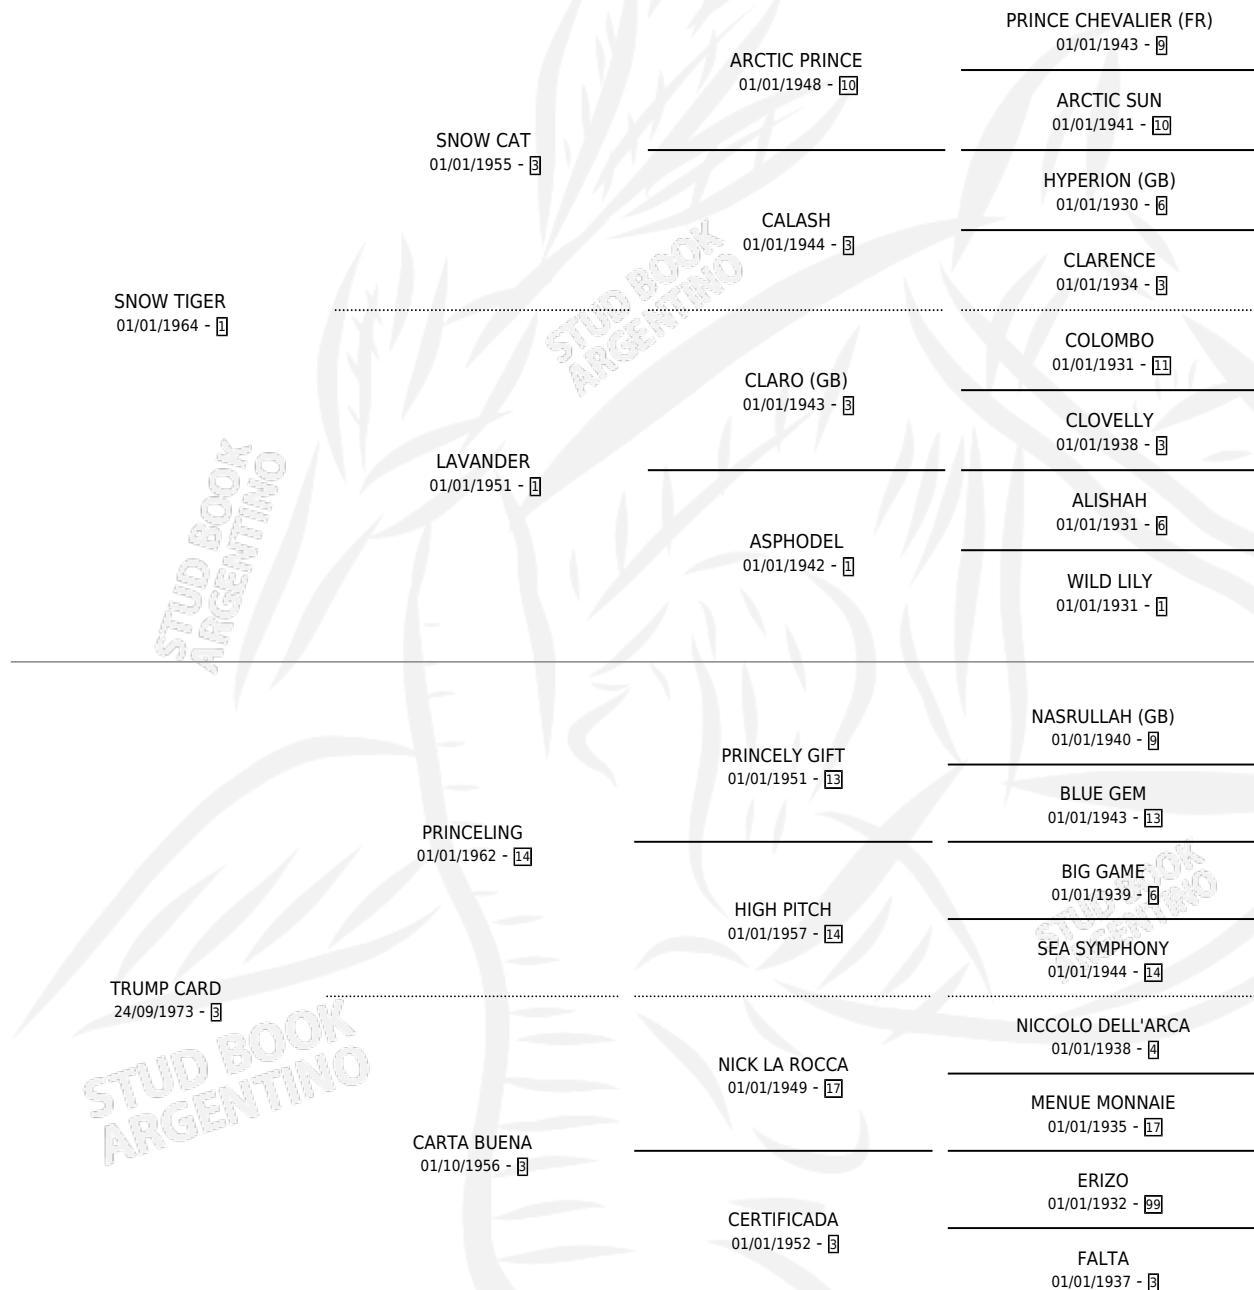 PRINCE CHEVALIER (FR)
01/01/1943 - 9
ARCTIC PRINCE
01/01/1948 - 10
ARCTIC SUN
01/01/1941 - 10
SNOW CAT
01/01/1955 - 3
HYPERION (GB)
01/01/1930 - 6
CALASH
01/01/1944 - 3
CLARENCE
01/01/1934 - 3
SNOW TIGER
01/01/1964 - 1
STUD BOOK
ARGENTINO
COLOMBO
01/01/1931 - 11
CLARO (GB)
01/01/1943 - 3
CLOVELLY
01/01/1938 - 3
LAVANDER
01/01/1951 - 1
ALISHAH
01/01/1931 - 6
ASPHODEL
01/01/1942 - 1
WILD LILY
01/01/1931 - 1
STUD BOOK
ARGENTINO
NASRULLAH (GB)
01/01/1940 - 9
PRINCELY GIFT
01/01/1951 - 13
BLUE GEM
01/01/1943 - 13
PRINCELING
01/01/1962 - 14
BIG GAME
01/01/1939 - 6
HIGH PITCH
01/01/1957 - 14
STUD BOOK
ARGENTINO
SEA SYMPHONY
01/01/1944 - 14
TRUMP CARD
24/09/1973 - 3
NICCOLO DELL'ARCA
01/01/1938 - 4
NICK LA ROCCA
01/01/1949 - 17
MENUE MONNAIE
01/01/1935 - 17
STUD BOOK
ARGENTINO
CARTA BUENA
01/10/1956 - 3
ERIZO
01/01/1932 - 99
CERTIFICADA
01/01/1952 - 3
FALTA
01/01/1937 - 3